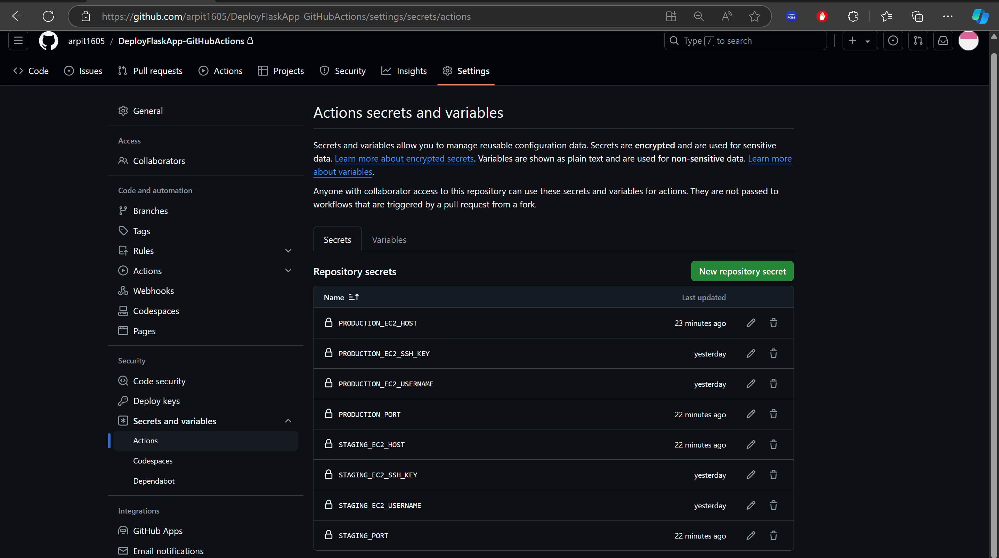 https://github.com/arpit1605/DeployFlaskApp-GitHubActions/settings/secrets/actions
SAMSUNG Pass
arpit1605 / DeployFlaskApp-GitHubActions
Type / to search
Code Issues Pull requests Actions Projects Security Insights Settings
General
Access
Collaborators
Code and automation
Branches
Tags
Rules
Actions
Webhooks
Codespaces
Pages
Security
Code security
Deploy keys
Secrets and variables
Actions
Codespaces
Dependabot
Integrations
GitHub Apps
Email notifications
Actions secrets and variables
Secrets and variables allow you to manage reusable configuration data. Secrets are encrypted and are used for sensitive
data. Learn more about encrypted secrets. Variables are shown as plain text and are used for non-sensitive data. Learn more
about variables.
Anyone with collaborator access to this repository can use these secrets and variables for actions. They are not passed to
workflows that are triggered by a pull request from a fork.
Secrets Variables
Repository secrets New repository secret
Name Last updated
PRODUCTION_EC2_HOST 23 minutes ago
PRODUCTION_EC2_SSH_KEY yesterday
PRODUCTION_EC2_USERNAME yesterday
PRODUCTION_PORT 22 minutes ago
STAGING_EC2_HOST 22 minutes ago
STAGING_EC2_SSH_KEY yesterday
STAGING_EC2_USERNAME yesterday
STAGING_PORT 22 minutes ago